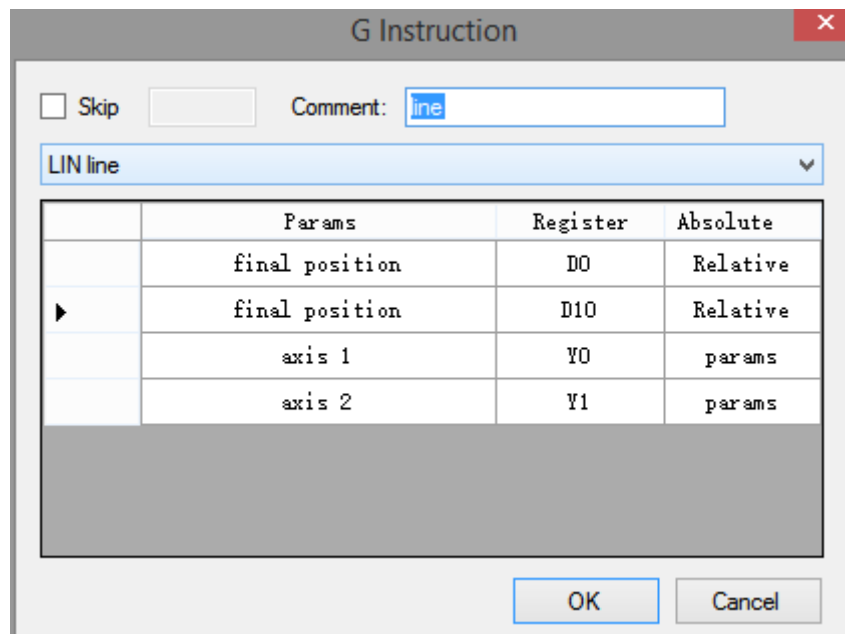 G Instruction
Skip Comment: line
LIN line
Params Register Absolute
final position D0 Relative
final position D10 Relative
axis 1 Y0 params
axis 2 Y1 params
OK Cancel